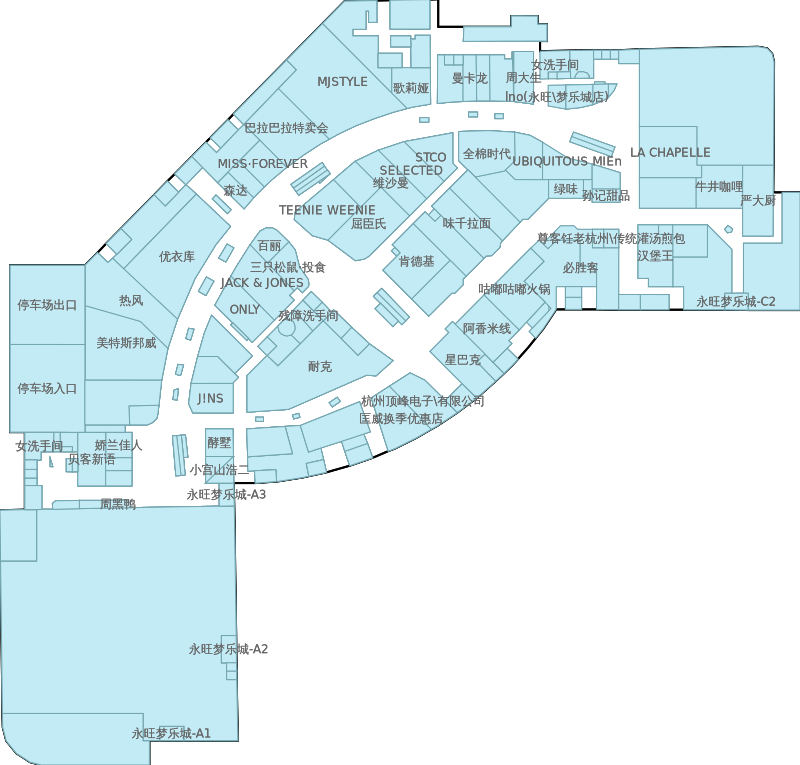 女洗手间
MJSTYLE
曼卡龙
周大生
歌莉娅
lno(永旺\梦乐城店)
巴拉巴拉特卖会
全棉时代
LA CHAPELLE
STCO
MISS·FOREVER
UBIQUITOUS MIEn
SELECTED
维沙曼
森达
绿味
牛井咖喱
孙记甜品
严大厨
TEENIE WEENIE
屈臣氏
味千拉面
尊客饪老杭州\传统灌汤煎包
百丽
优衣库
汉堡王
肯德基
三只松鼠·投食
必胜客
JACK & JONES
咕嘟咕嘟火锅
热风
永旺梦乐城-C2
停车场出口
ONLY
残障洗手间
阿香米线
美特斯邦威
星巴克
耐克
停车场入口
J!NS
杭州顶峰电子\有限公司
匡威换季优惠店
女洗手间
娇兰佳人
酵墅
贝客新语
小宫山浩二
永旺梦乐城-A3
周黑鸭
永旺梦乐城-A2
永旺梦乐城-A1